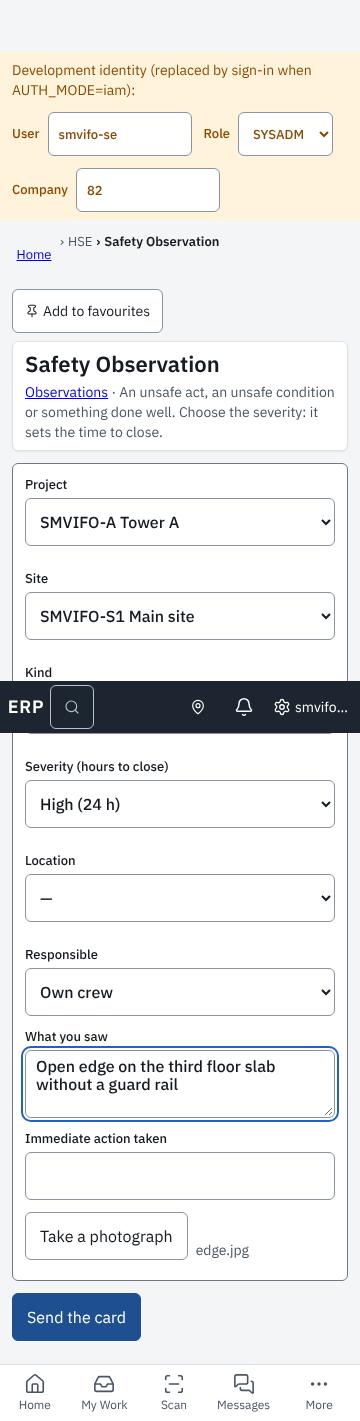 Development identity (replaced by sign-in when
AUTH_MODE=iam):
User smvifo-se Role SYSADM
Company 82
Home › HSE › Safety Observation
Add to favourites
Safety Observation
Observations · An unsafe act, an unsafe condition
or something done well. Choose the severity: it
sets the time to close.
Project
SMVIFO-A Tower A
Site
SMVIFO-S1 Main site
Kind
ERP smvifo...
Severity (hours to close)
High (24 h)
Location
—
Responsible
Own crew
What you saw
Open edge on the third floor slab
without a guard rail
Immediate action taken
Take a photograph edge.jpg
Send the card
Home My Work Scan Messages More